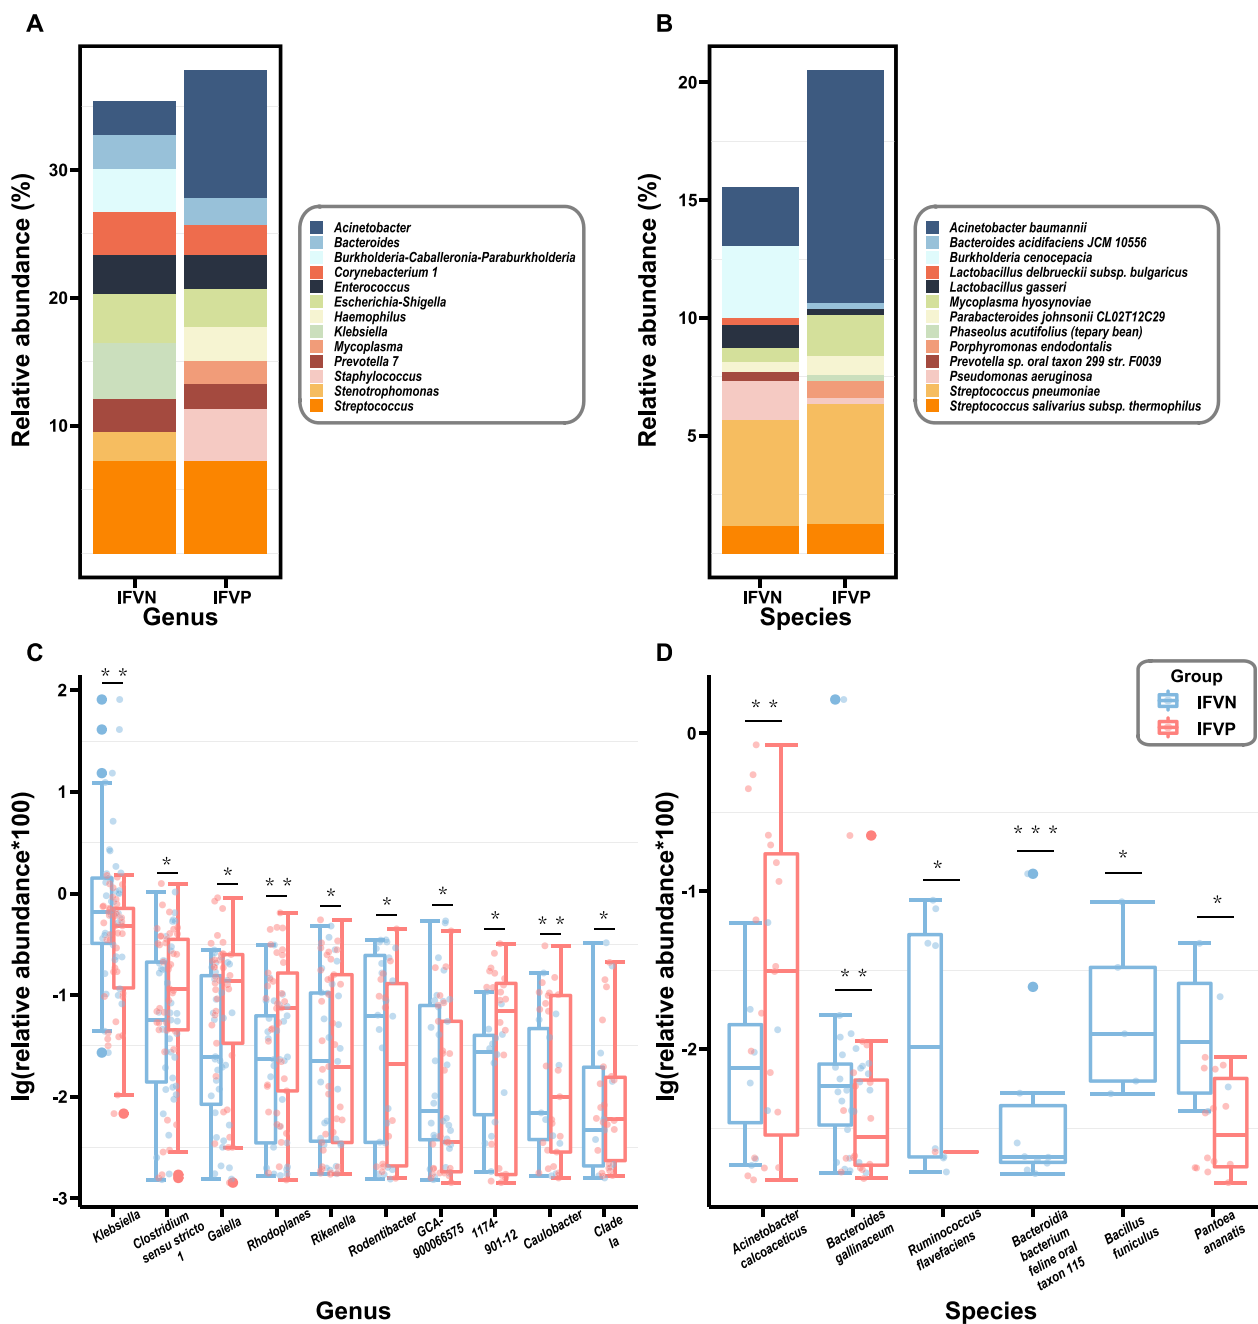 A
Relative abundance (%)
30
20
10
IFVN IFVP
Genus
Acinetobacter
Bacteroides
Burkholderia-Caballeronia-Paraburkholderia
Corynebacterium 1
Enterococcus
Escherichia-Shigella
Haemophilus
Klebsiella
Mycoplasma
Prevotella 7
Staphylococcus
Stenotrophomonas
Streptococcus
B
Relative abundance (%)
20
15
10
5
IFVN IFVP
Species
Acinetobacter baumannii
Bacteroides acidifaciens JCM 10556
Burkholderia cenocepacia
Lactobacillus delbrueckii subsp. bulgaricus
Lactobacillus gasseri
Mycoplasma hyosynoviae
Parabacteroides johnsonii CL02T12C29
Phaseolus acutifolius (tepary bean)
Porphyromonas endodontalis
Prevotella sp. oral taxon 299 str. F0039
Pseudomonas aeruginosa
Streptococcus pneumoniae
Streptococcus salivarius subsp. thermophilus
C
lg(relative abundance*100)
2
1
0
-1
-2
-3
* *
*
*
* *
*
*
*
*
* *
*
Klebsiella
Clostridium
sensu stricto
1
Gaiella
Rhodoplanes
Rikenella
Rodentibacter
GCA-
900066575
1174-
901-12
Caulobacter
Clade
Ia
Genus
D
lg(relative abundance*100)
0
-1
-2
* *
* *
*
* * *
*
*
Group
IFVN
IFVP
Acinetobacter
calcoaceticus
Bacteroides
gallinaceum
Ruminococcus
flavefaciens
Bacteroidia
bacterium
feline oral
taxon 115
Bacillus
funiculus
Pantoea
ananatis
Species